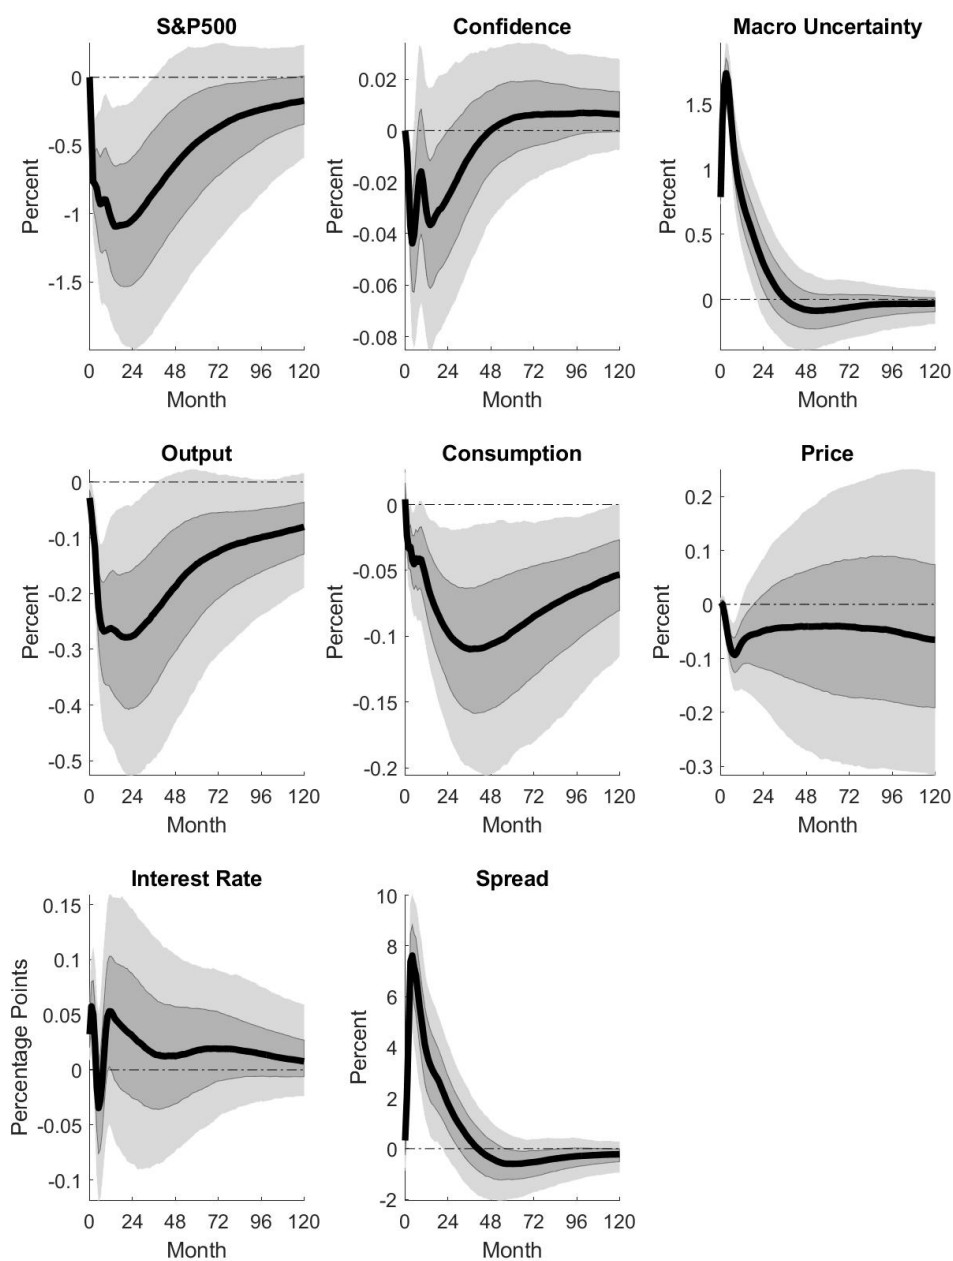 S&P500
Confidence
Macro Uncertainty
0
-0.5
-1
-1.5
Percent
0 24 48 72 96 120
Month
0.02
0
-0.02
-0.04
-0.06
-0.08
Percent
0 24 48 72 96 120
Month
1.5
1
0.5
0
Percent
0 24 48 72 96 120
Month
Output
Consumption
Price
0
-0.1
-0.2
-0.3
-0.4
-0.5
Percent
0 24 48 72 96 120
Month
0
-0.05
-0.1
-0.15
-0.2
Percent
0 24 48 72 96 120
Month
0.2
0.1
0
-0.1
-0.2
-0.3
Percent
0 24 48 72 96 120
Month
Interest Rate
Spread
0.15
0.1
0.05
0
-0.05
-0.1
Percentage Points
0 24 48 72 96 120
Month
10
8
6
4
2
0
-2
Percent
0 24 48 72 96 120
Month